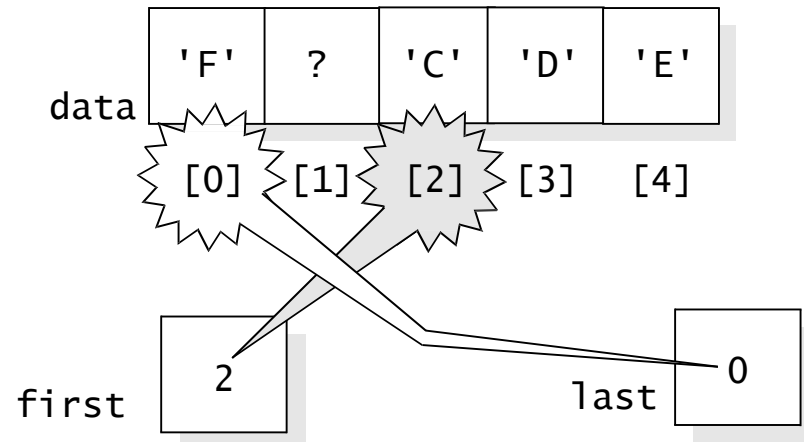 'F' ? 'C' 'D' 'E'
data
[0] [1] [2] [3] [4]
2 0
first last